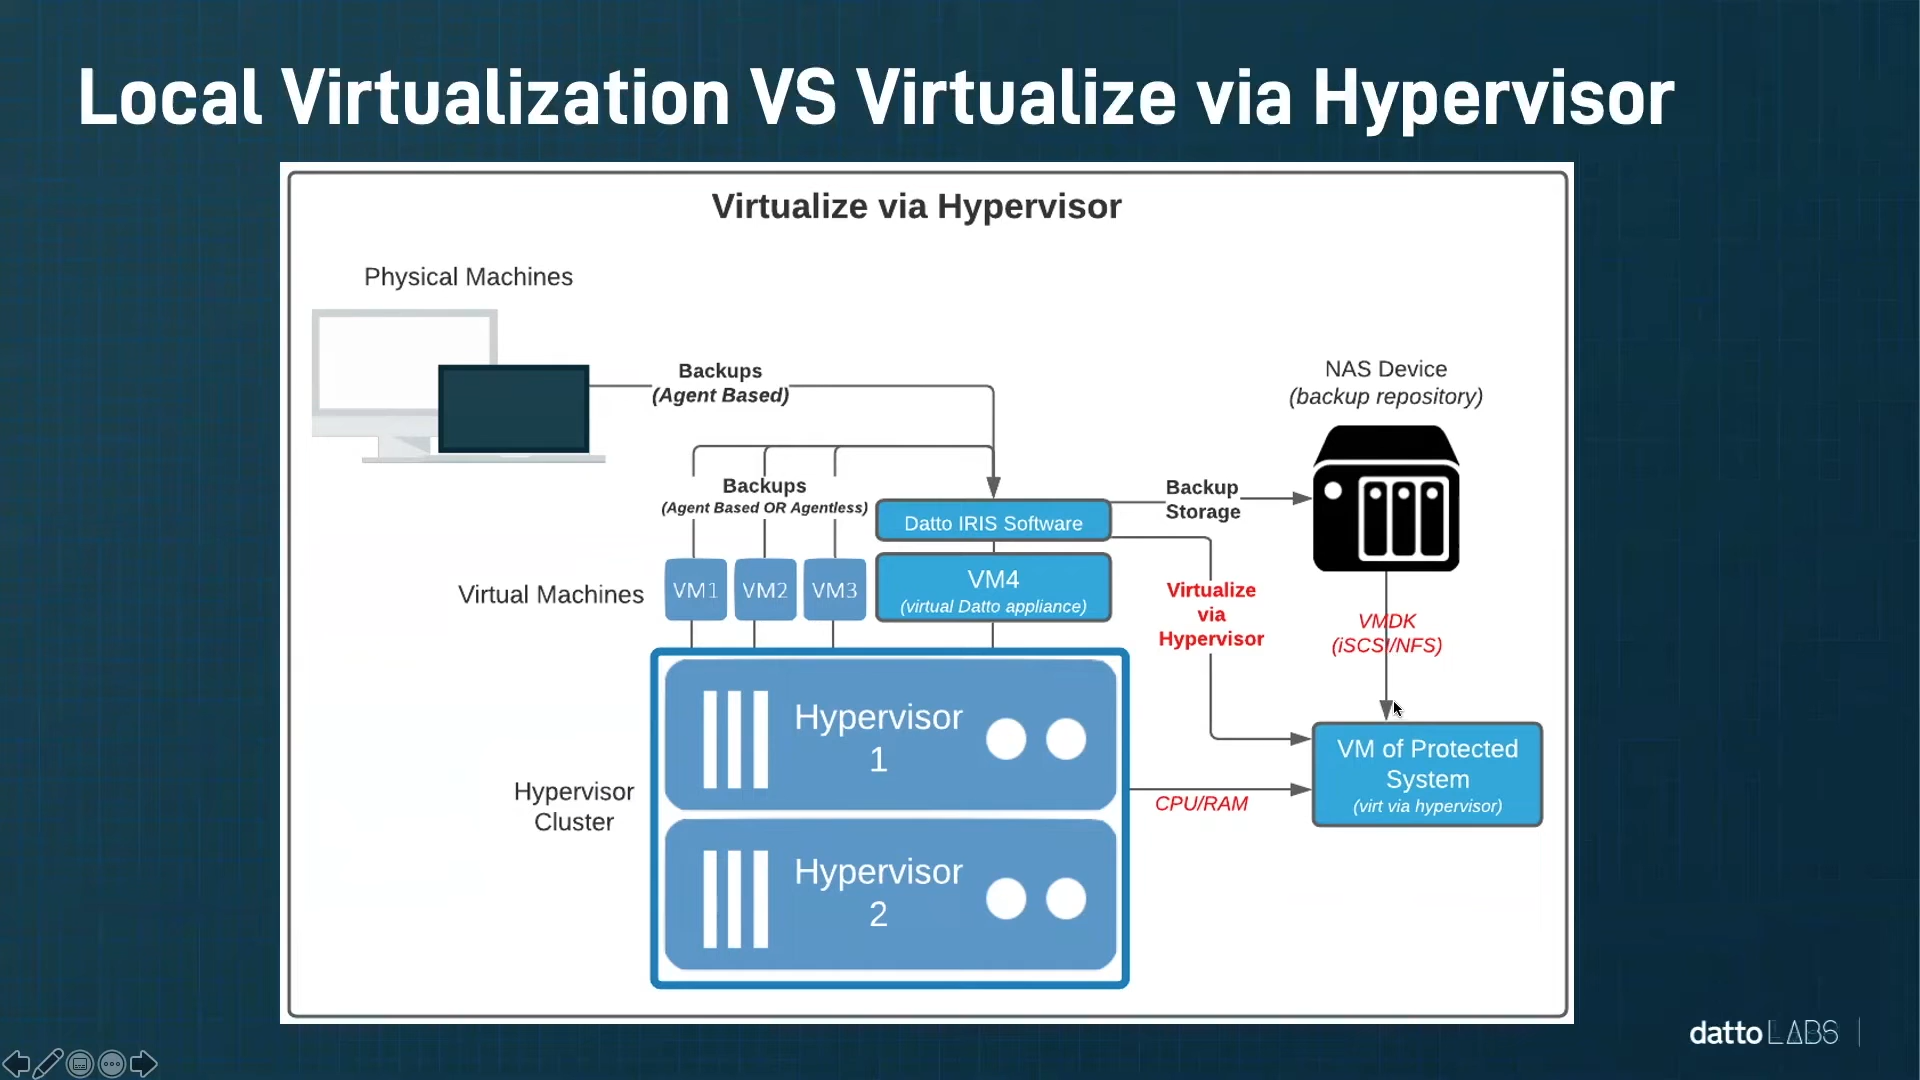 Local Virtualization VS Virtualize via Hypervisor
Virtualize via Hypervisor
Physical Machines
Backups
(Agent Based)
NAS Device
(backup repository)
Backups
(Agent Based OR Agentless)
Datto IRIS Software
Backup
Storage
Virtual Machines
VM1
VM2
VM3
VM4
(virtual Datto appliance)
Virtualize
via
Hypervisor
VMDK
(iSCSI/NFS)
Hypervisor
1
VM of Protected
System
(virt via hypervisor)
CPU/RAM
Hypervisor
Cluster
Hypervisor
2
datto LABS